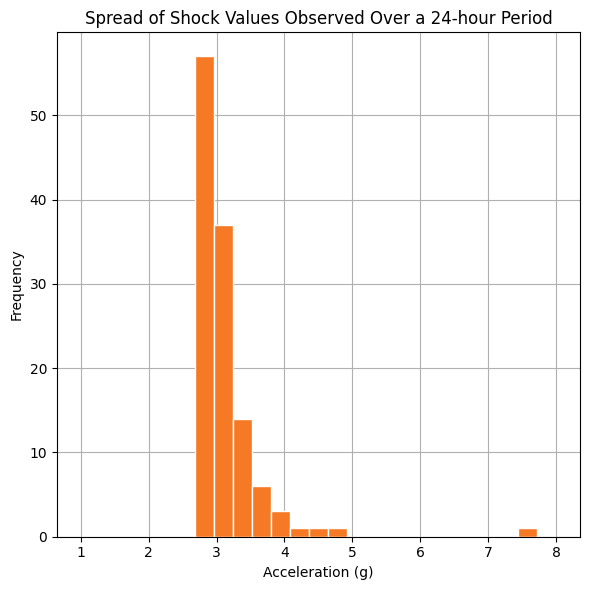 Spread of Shock Values Observed Over a 24-hour Period
Frequency
50
40
30
20
10
0
1 2 3 4 5 6 7 8
Acceleration (g)